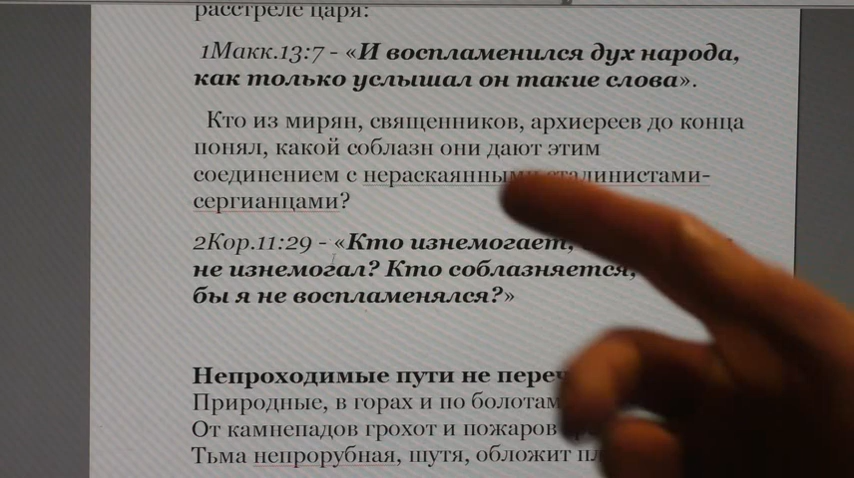 расстреле царя:
1Макк.13:7 - «И воспламенился дух народа,
как только услышал он такие слова».
Кто из мирян, священников, архиереев до конца
понял, какой соблазн они дают этим
соединением с нераскаянными сталинистами-
сергианцами?
2Кор.11:29 - «Кто изнемогает,
не изнемогал? Кто соблазняется,
бы я не воспламенялся?»
Непроходимые пути не
Природные, в горах и по болотам
От камнепадов грохот и пожаров
Тьма непрорубная, шутя, обложит